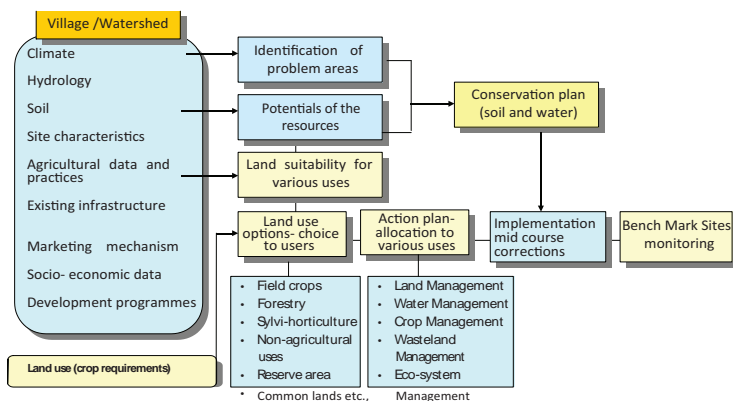 Village /Watershed
Climate
Hydrology
Soil
Site characteristics
Agricultural data and
practices
Existing infrastructure
Marketing mechanism
Socio- economic data
Development programmes
Land use (crop requirements)
Identification of
problem areas
Potentials of the
resources
Land suitability for
various uses
Land use
options- choice
to users
• Field crops
• Forestry
• Sylvi-horticulture
• Non-agricultural
uses
• Reserve area
• Common lands etc.,
Action plan-
allocation to
various uses
• Land Management
• Water Management
• Crop Management
• Wasteland
Management
• Eco-system
Management
Conservation plan
(soil and water)
Implementation
mid course
corrections
Bench Mark Sites
monitoring